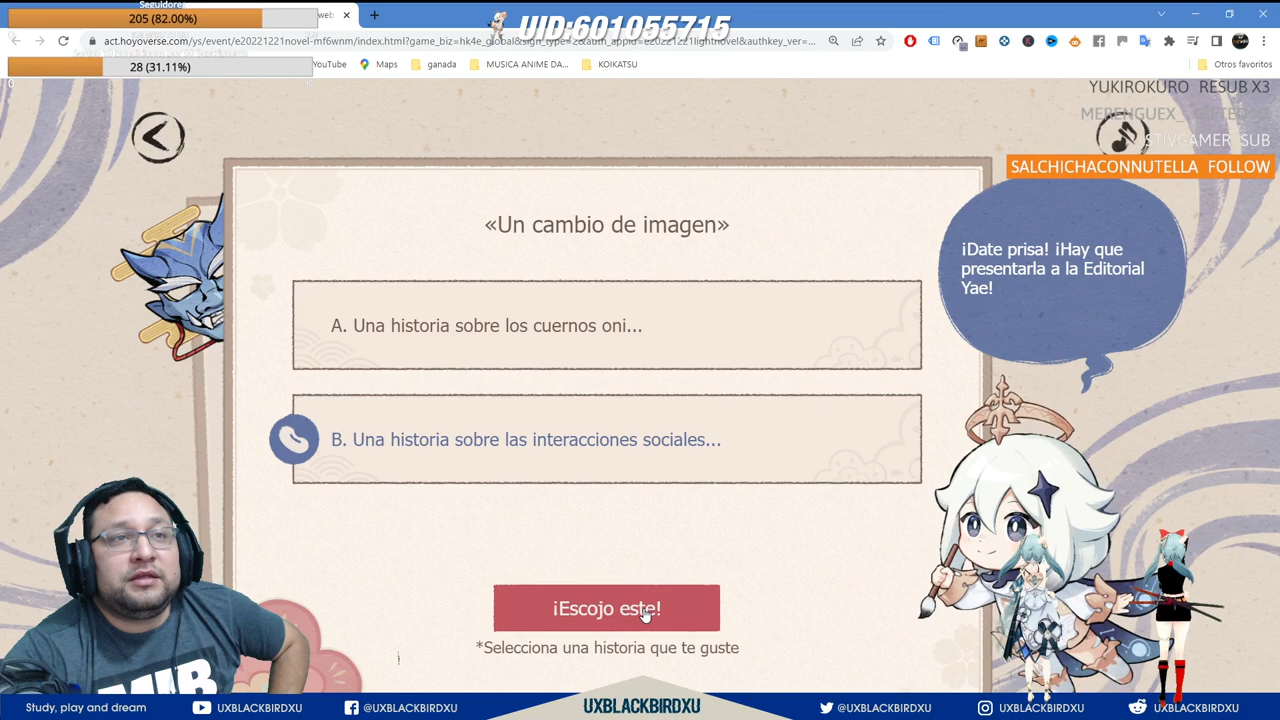 Seguidores
205 (82.00%)
web
UID:601055715
act.hoyoverse.com/ys/event/e20221221novel-mf6wnm/index.html?game_biz=hk4e_global&sign_type=2&auth_appid=e20221221lightnovel&authkey_ver=...
28 (31.11%)
YouTube
Maps
ganada
MUSICA ANIME DA...
KOIKATSU
Otros favoritos
YUKIROKURO RESUB X3
STIVGAMER SUB
SALCHICHACONNUTELLA FOLLOW
«Un cambio de imagen»
¡Date prisa! ¡Hay que
presentarla a la Editorial
Yae!
A. Una historia sobre los cuernos oni...
B. Una historia sobre las interacciones sociales...
¡Escojo este!
*Selecciona una historia que te guste
MIB
Study, play and dream
UXBLACKBIRDXU
@UXBLACKBIRDXU
UXBLACKBIRDXU
@UXBLACKBIRDXU
@UXBLACKBIRDXU
UXBLACKBIRDXU